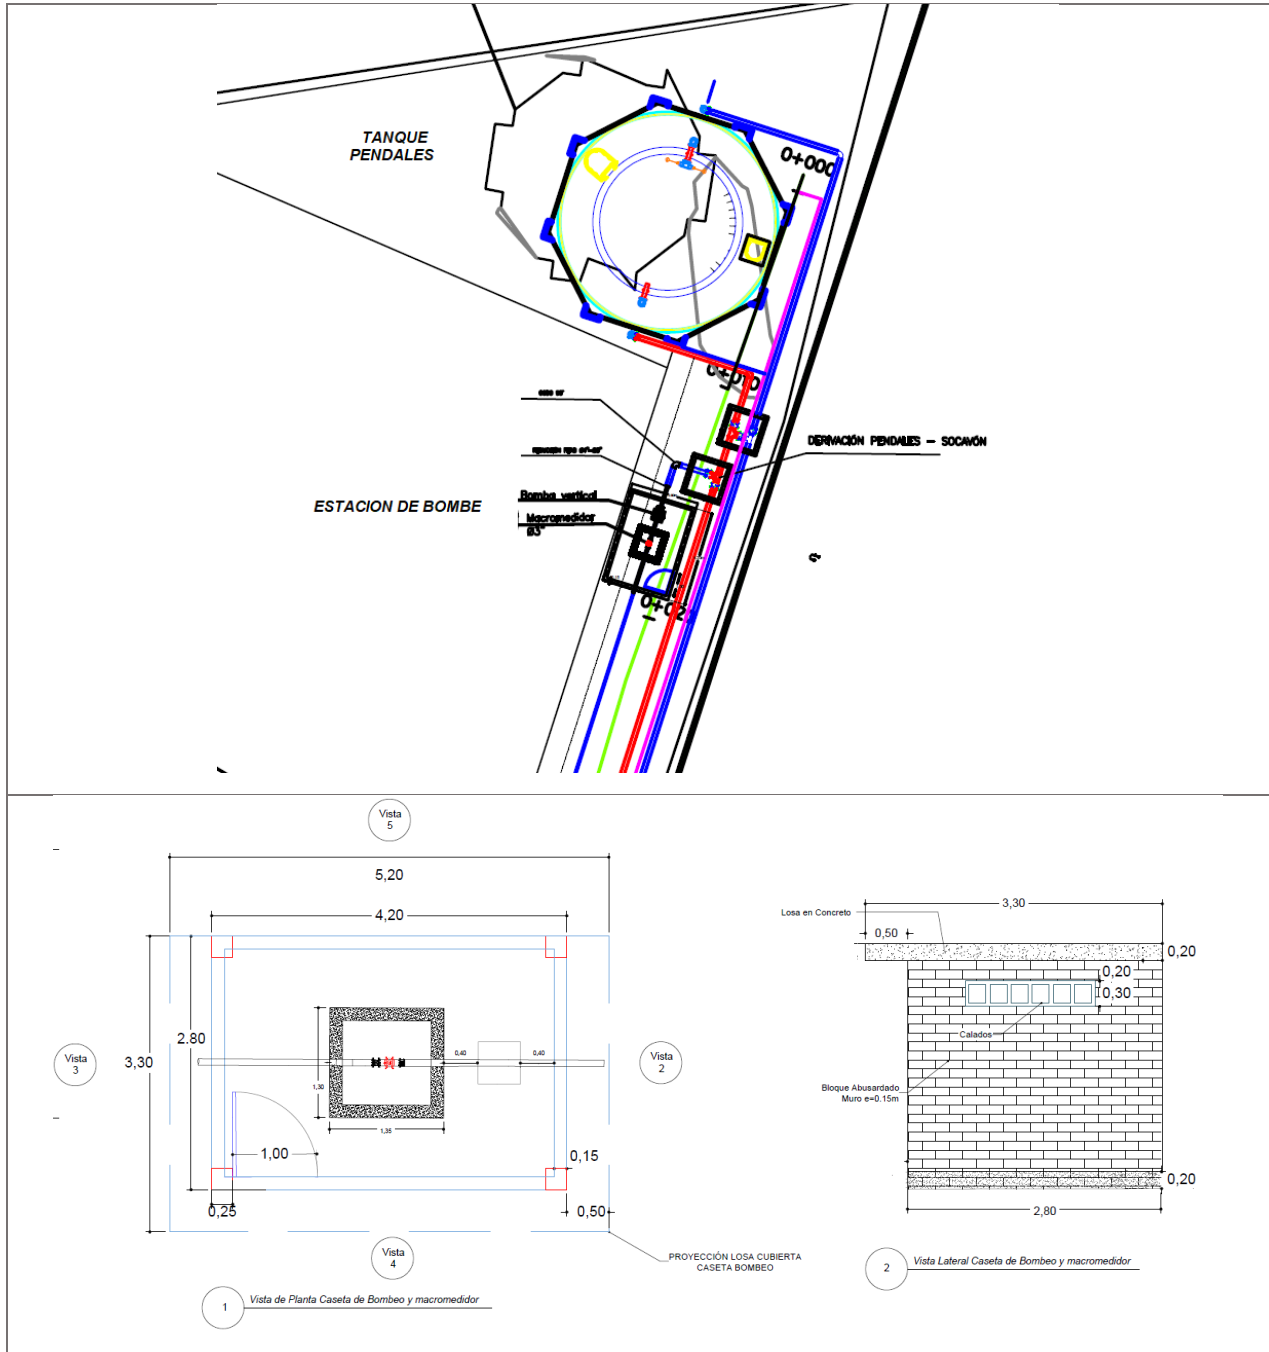 TANQUE
PENDALES
0+000
0+010
DERIVACIÓN PENDALES – SOCAVÓN
ESTACION DE BOMBE
Bomba vertical
Macromedidor
Ø3"
0+02
Vista
5
5,20
4,20
2.80
3,30
Vista
3
Vista
2
1,30
1,35
0,40
0,40
1,00
0,15
0,25
0,50
Vista
4
PROYECCIÓN LOSA CUBIERTA
CASETA BOMBEO
1
Vista de Planta Caseta de Bombeo y macromedidor
3,30
Losa en Concreto
0,50
0,20
0,20
0,30
Calados
Bloque Abusardado
Muro e=0.15m
0,20
2,80
2
Vista Lateral Caseta de Bombeo y macromedidor